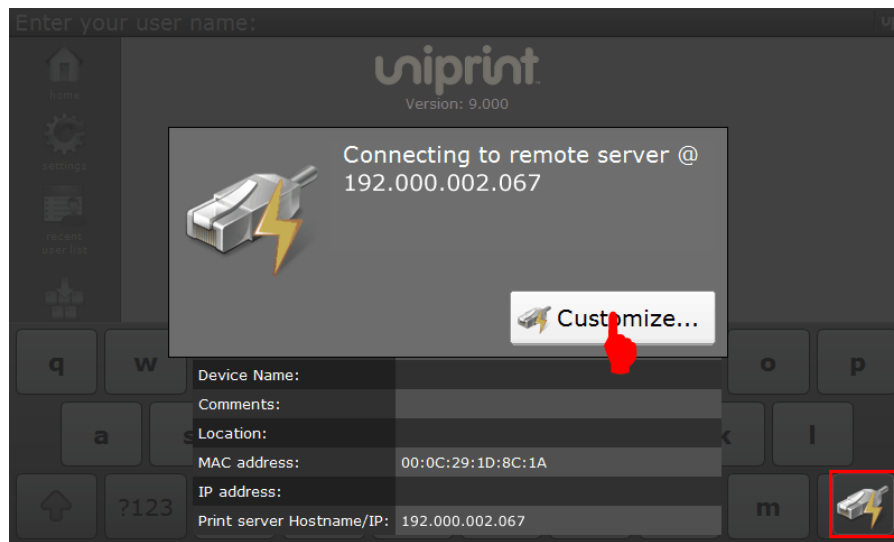 Enter your user name:
up
uniprint
Version: 9.000
home
settings
recent
user list
Connecting to remote server @
192.000.002.067
Customize...
q
w
o
p
Device Name:
Comments:
a
s
Location:
k
l
MAC address: 00:0C:29:1D:8C:1A
IP address:
?123
m
Print server Hostname/IP: 192.000.002.067